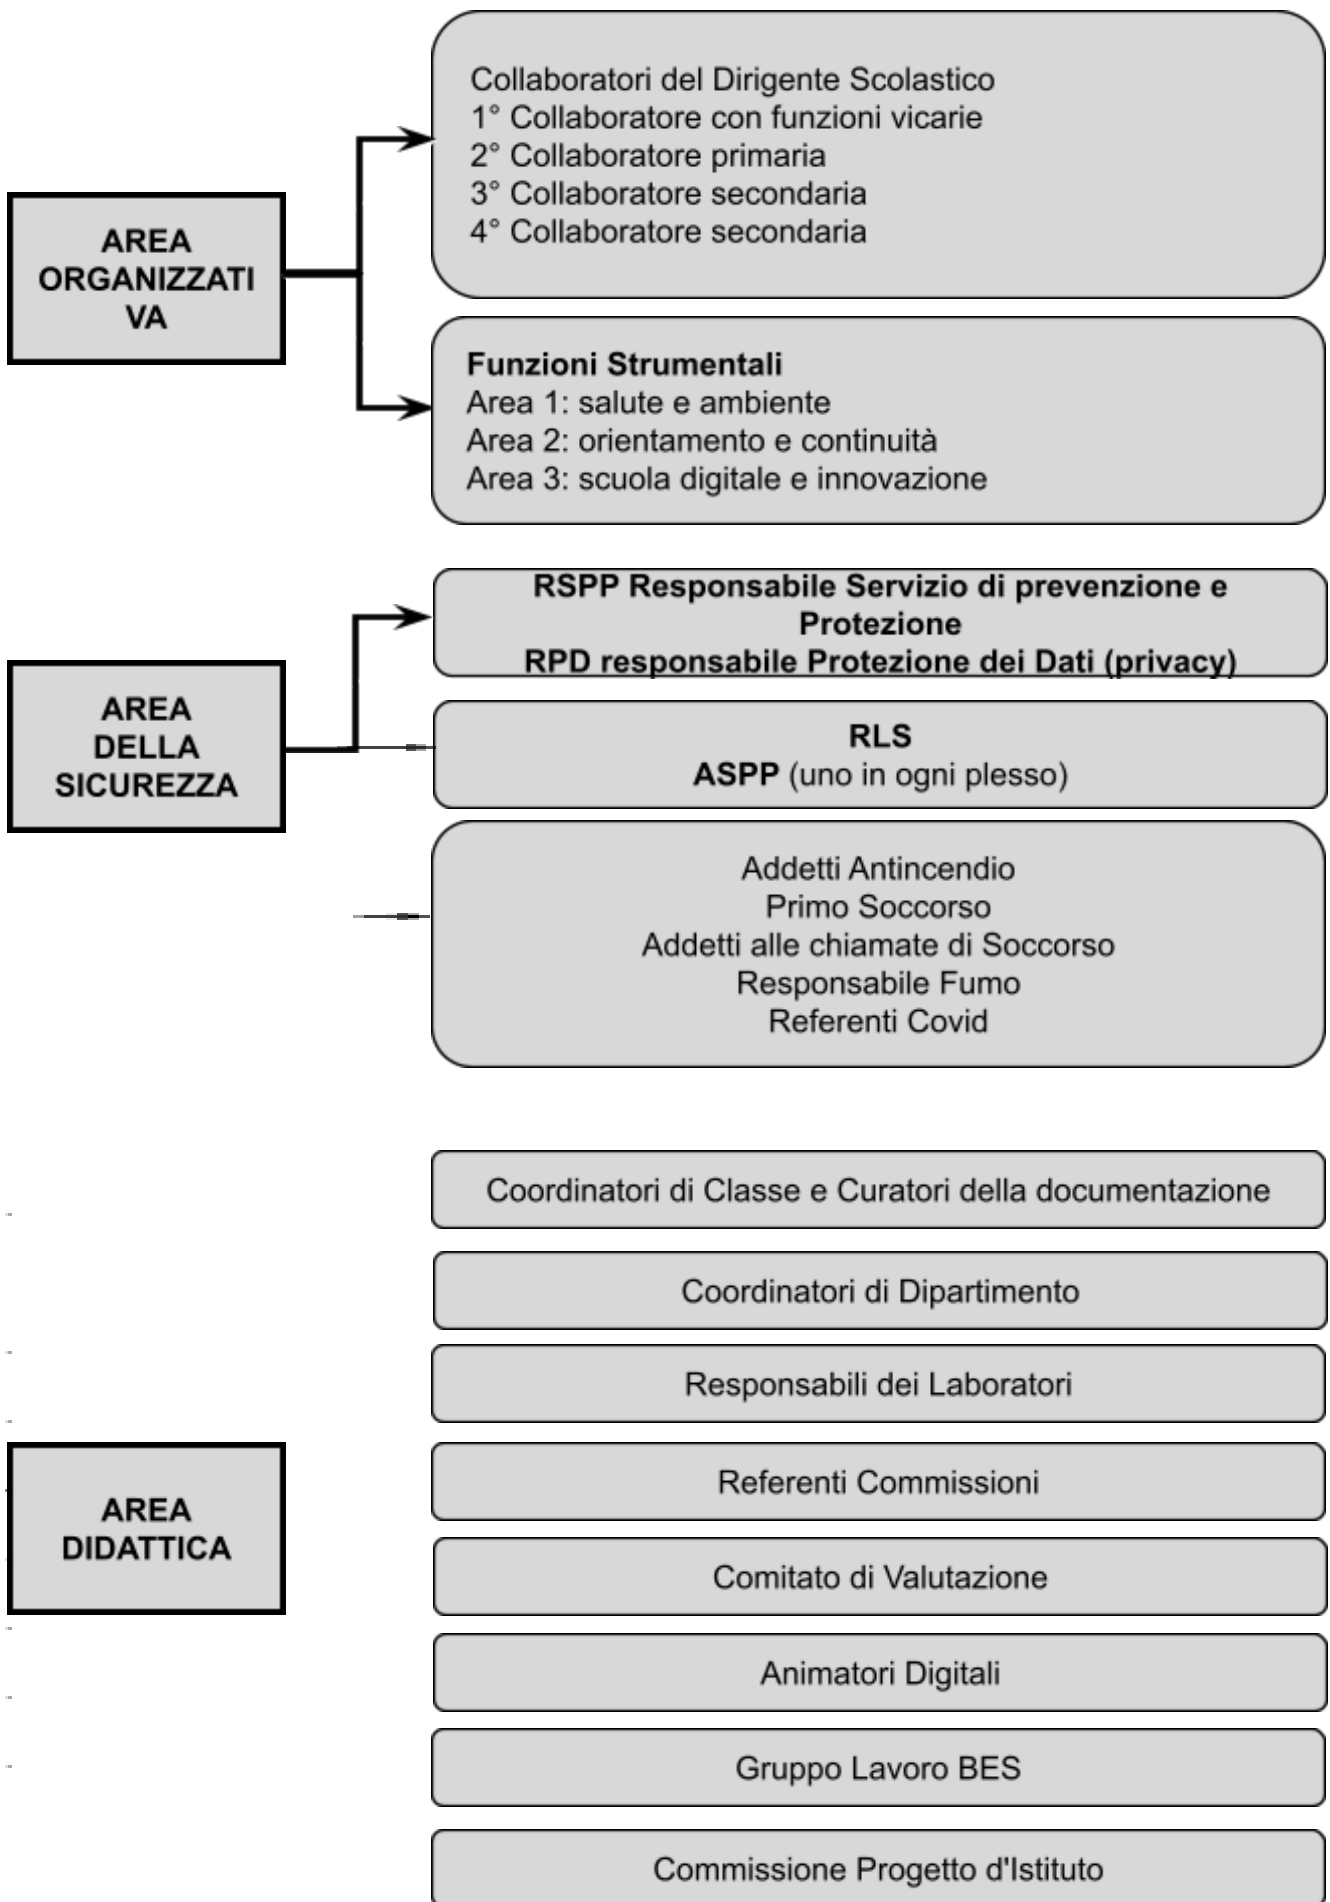 Collaboratori del Dirigente Scolastico
1° Collaboratore con funzioni vicarie
2° Collaboratore primaria
3° Collaboratore secondaria
4° Collaboratore secondaria
AREA
ORGANIZZATI
VA
Funzioni Strumentali
Area 1: salute e ambiente
Area 2: orientamento e continuità
Area 3: scuola digitale e innovazione
RSPP Responsabile Servizio di prevenzione e
Protezione
RPD responsabile Protezione dei Dati (privacy)
AREA
DELLA
SICUREZZA
RLS
ASPP (uno in ogni plesso)
Addetti Antincendio
Primo Soccorso
Addetti alle chiamate di Soccorso
Responsabile Fumo
Referenti Covid
Coordinatori di Classe e Curatori della documentazione
Coordinatori di Dipartimento
Responsabili dei Laboratori
AREA
DIDATTICA
Referenti Commissioni
Comitato di Valutazione
Animatori Digitali
Gruppo Lavoro BES
Commissione Progetto d'Istituto